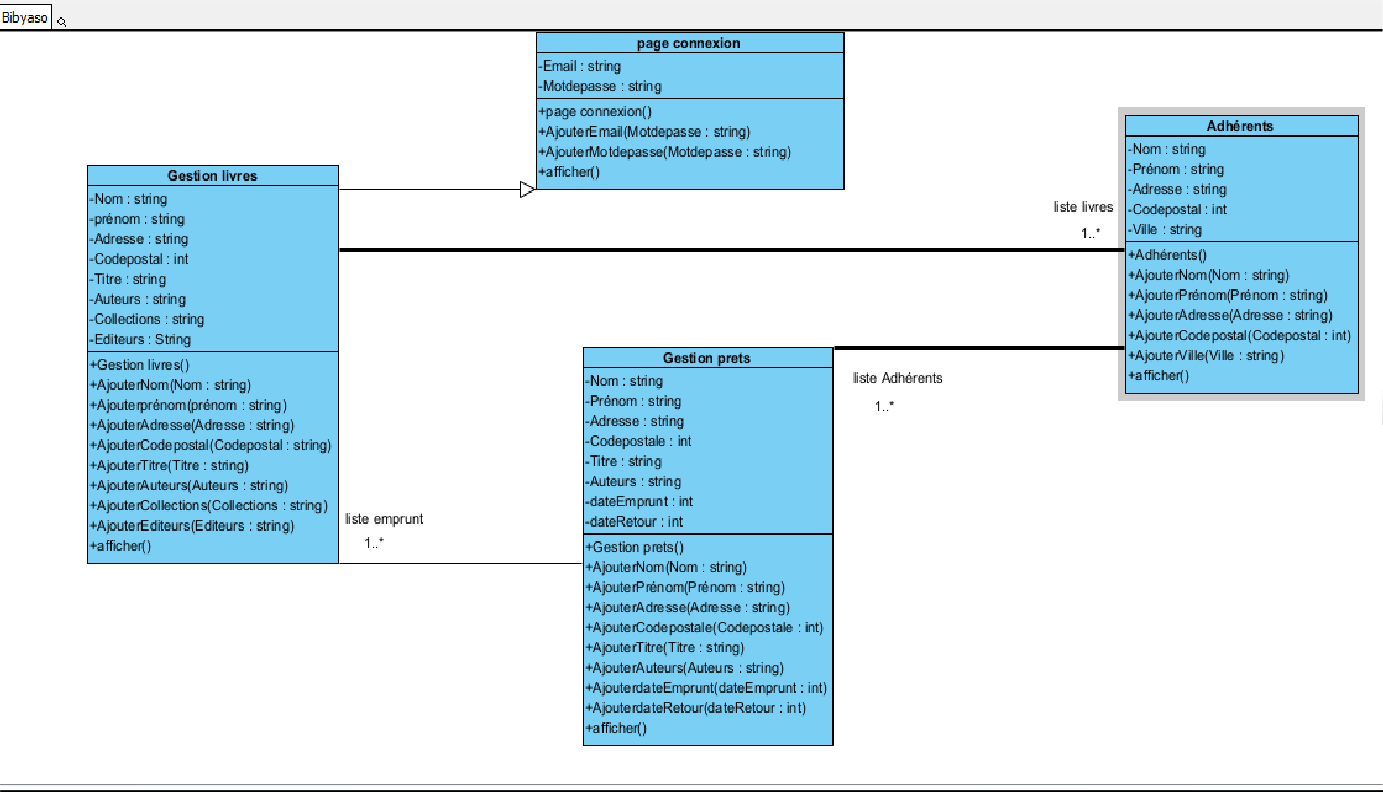 Bibyaso
page connexion
-Email : string
-Motdepasse : string
+page connexion()
+AjouterEmail(Motdepasse : string)
+AjouterMotdepasse(Motdepasse : string)
+afficher()
Gestion livres
-Nom : string
-prénom : string
-Adresse : string
-Codepostal : int
-Titre : string
-Auteurs : string
-Collections : string
-Editeurs : String
+Gestion livres()
+AjouterNom(Nom : string)
+Ajouterprénom(prénom : string)
+AjouterAdresse(Adresse : string)
+AjouterCodepostal(Codepostal : string)
+AjouterTitre(Titre : string)
+AjouterAuteurs(Auteurs : string)
+AjouterCollections(Collections : string)
+AjouterEditeurs(Editeurs : string)
+afficher()
liste emprunt
1..*
Gestion prets
-Nom : string
-Prénom : string
-Adresse : string
-Codepostale : int
-Titre : string
-Auteurs : string
-dateEmprunt : int
-dateRetour : int
+Gestion prets()
+AjouterNom(Nom : string)
+AjouterPrénom(Prénom : string)
+AjouterAdresse(Adresse : string)
+AjouterCodepostale(Codepostale : int)
+AjouterTitre(Titre : string)
+AjouterAuteurs(Auteurs : string)
+AjouterdateEmprunt(dateEmprunt : int)
+AjouterdateRetour(dateRetour : int)
+afficher()
liste Adhérents
1..*
liste livres
1..*
Adhérents
-Nom : string
-Prénom : string
-Adresse : string
-Codepostal : int
-Ville : string
+Adhérents()
+AjouterNom(Nom : string)
+AjouterPrénom(Prénom : string)
+AjouterAdresse(Adresse : string)
+AjouterCodepostal(Codepostal : int)
+AjouterVille(Ville : string)
+afficher()